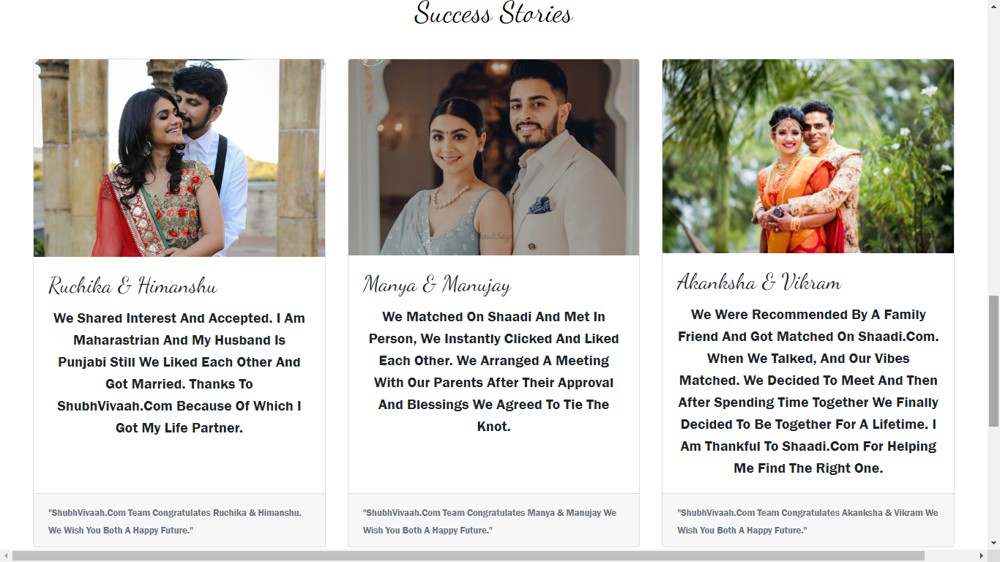 Success Stories
Ruchika & Himanshu
We Shared Interest And Accepted. I Am
Maharastrian And My Husband Is
Punjabi Still We Liked Each Other And
Got Married. Thanks To
ShubhVivaah.Com Because Of Which I
Got My Life Partner.
"ShubhVivaah.Com Team Congratulates Ruchika & Himanshu.
We Wish You Both A Happy Future."
Manya & Manujay
We Matched On Shaadi And Met In
Person, We Instantly Clicked And Liked
Each Other. We Arranged A Meeting
With Our Parents After Their Approval
And Blessings We Agreed To Tie The
Knot.
"ShubhVivaah.Com Team Congratulates Manya & Manujay We
Wish You Both A Happy Future."
Akanksha & Vikram
We Were Recommended By A Family
Friend And Got Matched On Shaadi.Com.
When We Talked, And Our Vibes
Matched. We Decided To Meet And Then
After Spending Time Together We Finally
Decided To Be Together For A Lifetime. I
Am Thankful To Shaadi.Com For Helping
Me Find The Right One.
"ShubhVivaah.Com Team Congratulates Akanksha & Vikram We
Wish You Both A Happy Future."